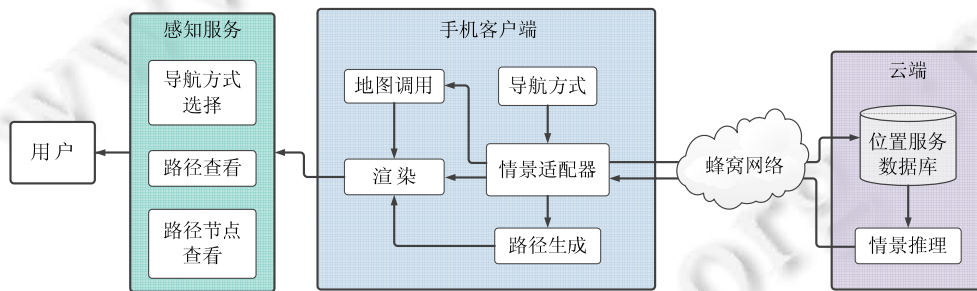 感知服务
导航方式
选择
路径查看
路径节点
查看
用户
手机客户端
地图调用
导航方式
渲染
情景适配器
路径生成
蜂窝网络
云端
位置服务
数据库
情景推理